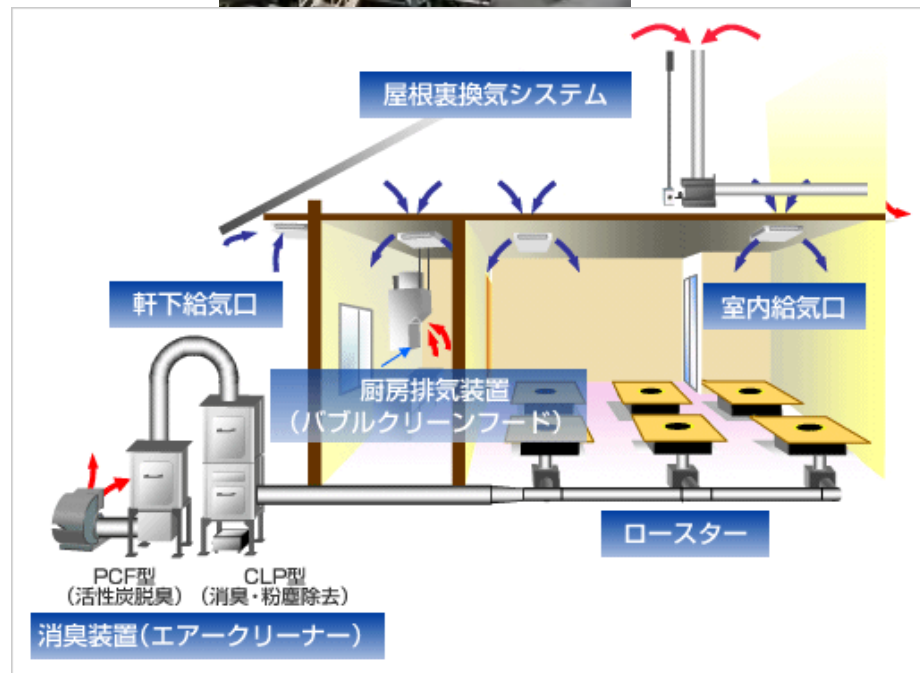 屋根裏換気システム
軒下給気口
室内給気口
厨房排気装置
（バブルクリーンフード）
ロースター
PCF型
（活性炭脱臭）
CLP型
（消臭・粉塵除去）
消臭装置（エアークリーナー）